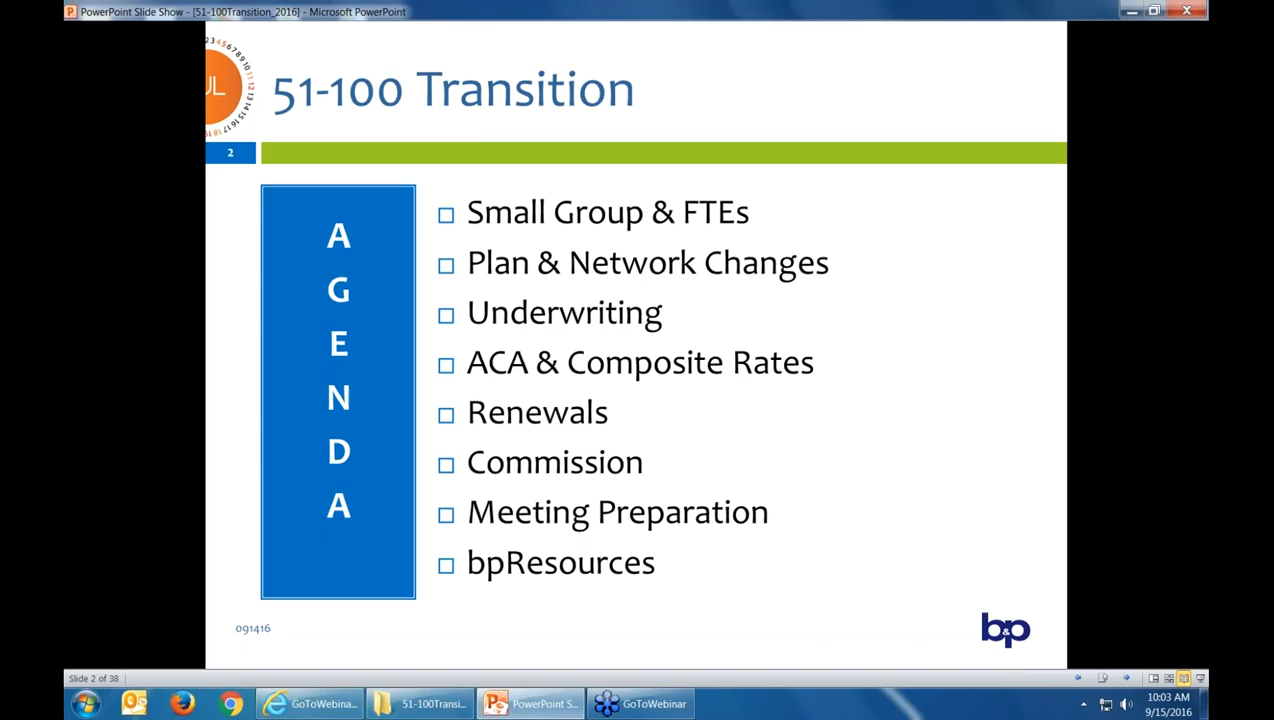 PowerPoint Slide Show - [51-100Transition_2016] - Microsoft PowerPoint
51-100 Transition
2
AGENDA
Small Group & FTEs
Plan & Network Changes
Underwriting
ACA & Composite Rates
Renewals
Commission
Meeting Preparation
bpResources
091416
b&p
Slide 2 of 38
GoToWebina...
51-100Transi...
PowerPoint S...
GoToWebinar
10:03 AM
9/15/2016